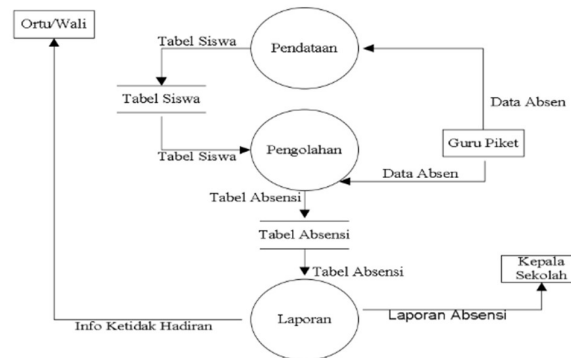 Ortu/Wali
Tabel Siswa
Pendataan
Tabel Siswa
Data Absen
Tabel Siswa
Pengolahan
Guru Piket
Data Absen
Tabel Absensi
Tabel Absensi
Tabel Absensi
Kepala
Sekolah
Info Ketidak Hadiran
Laporan
Laporan Absensi